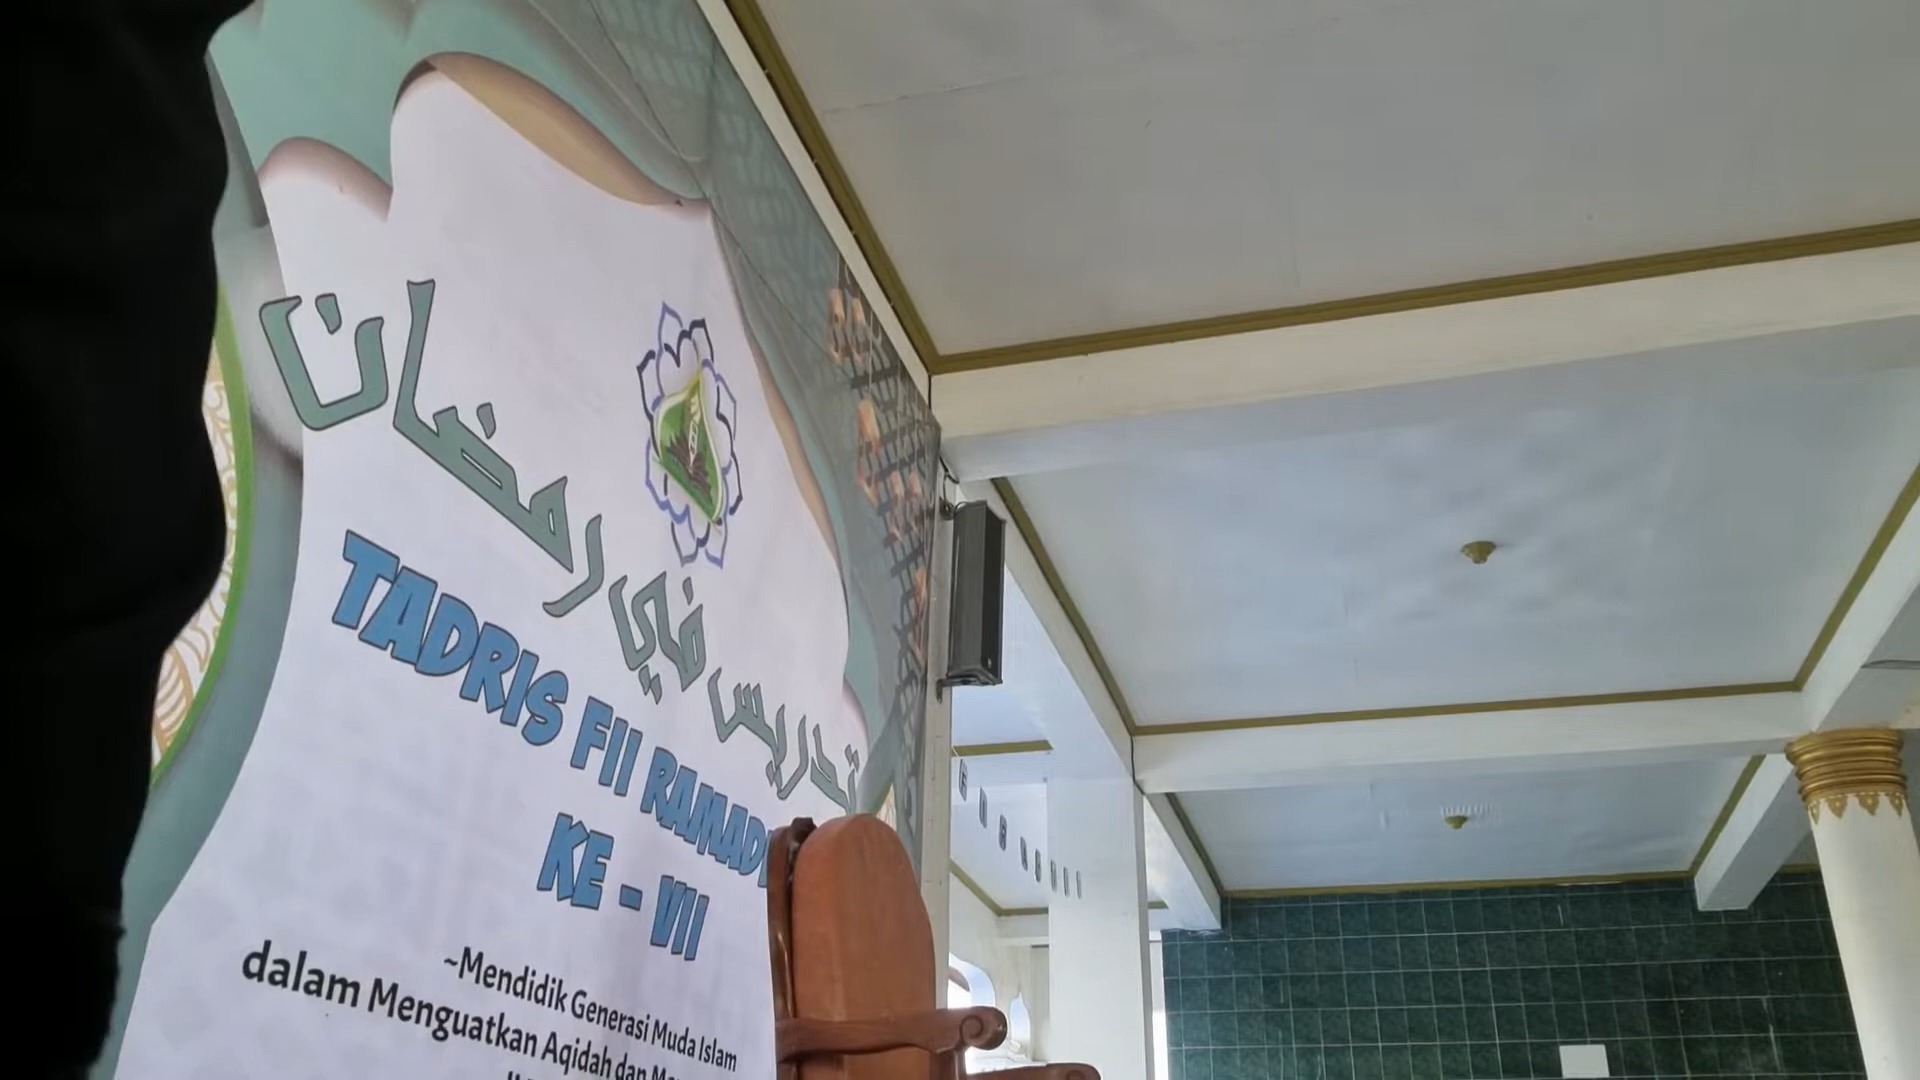 تدريس في رمضان
TADRIS FII RAMAD
KE - VII
~Mendidik Generasi Muda Islam
dalam Menguatkan Aqidah dan